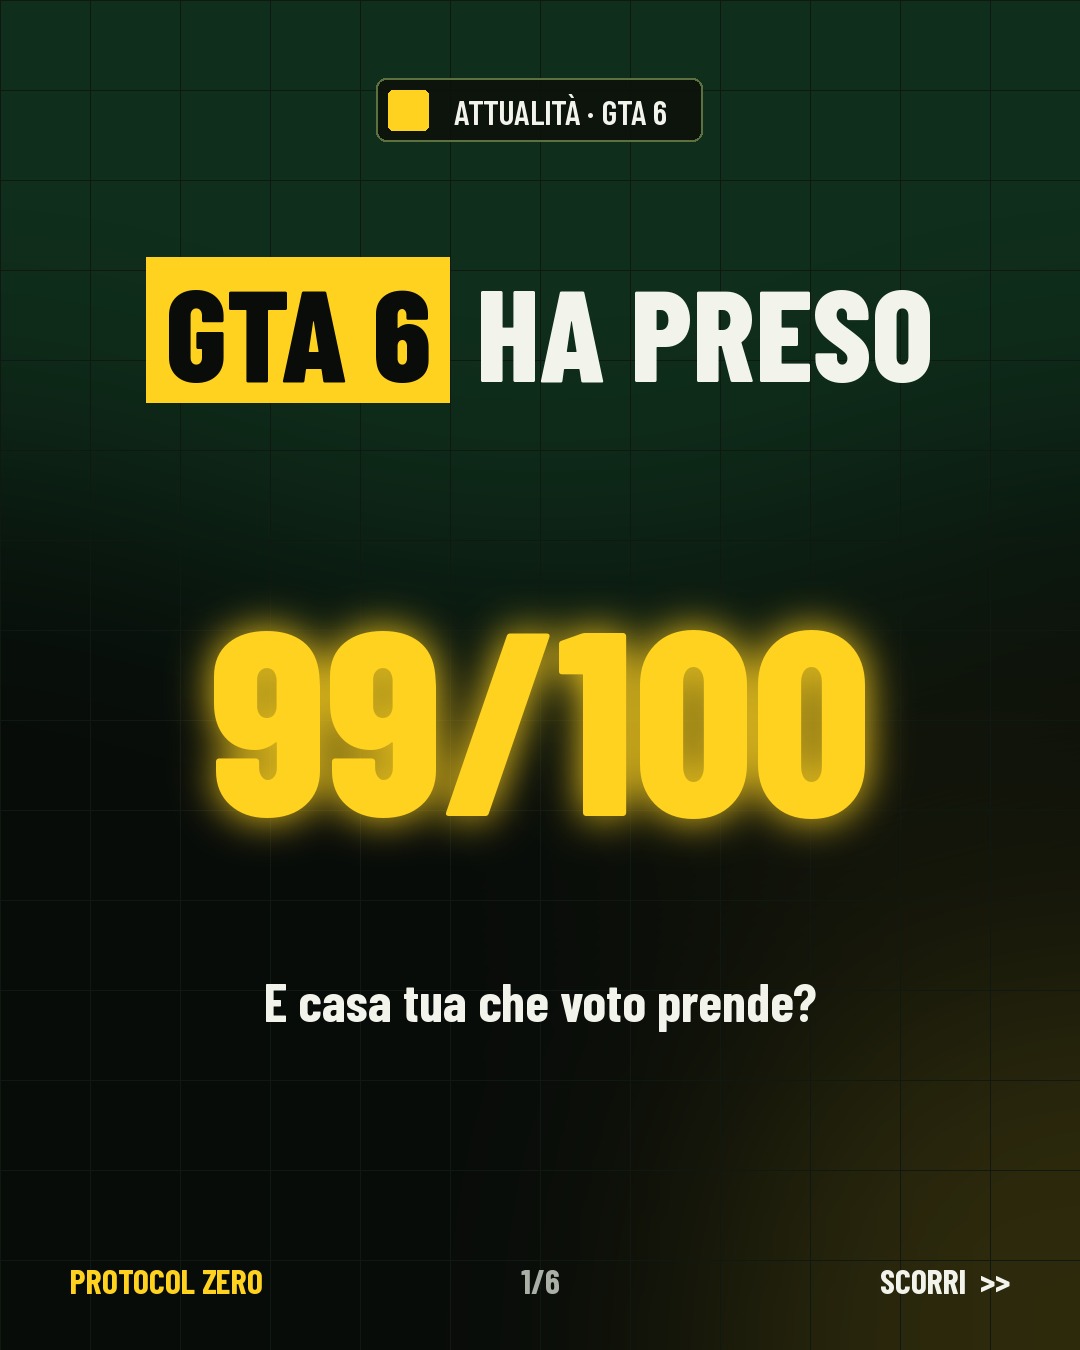 ATTUALITÀ · GTA 6
GTA 6 HA PRESO
99/100
E casa tua che voto prende?
PROTOCOL ZERO
1/6
SCORRI >>